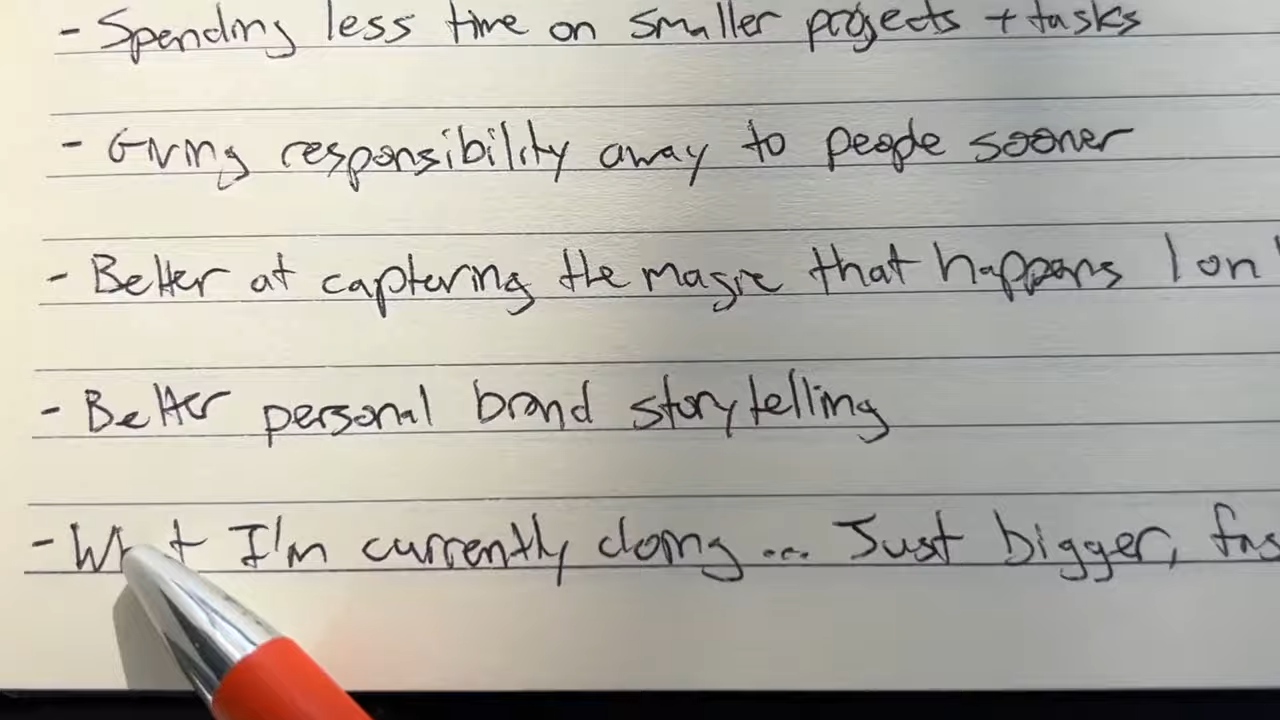 - Spending less time on smaller projects + tasks
- Giving responsibility away to people sooner
- Better at capturing the magic that happens 1 on
- Better personal brand storytelling
- What I'm currently doing... Just bigger,